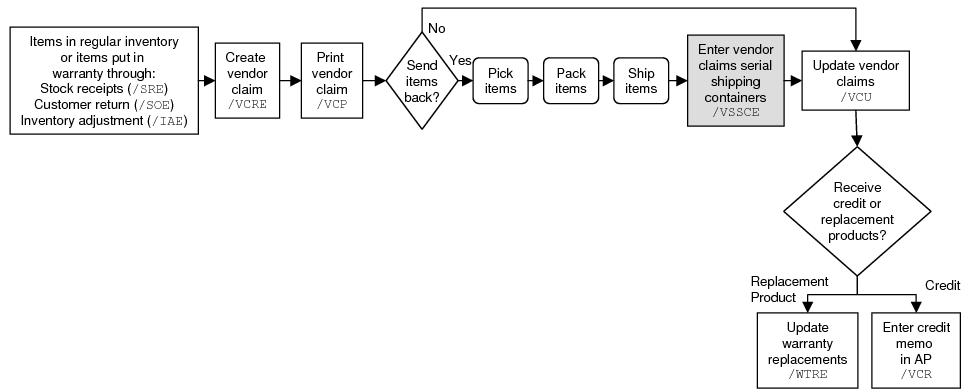 Items in regular inventory
or items put in
warranty through:
Stock receipts (/SRE)
Customer return (/SOE)
Inventory adjustment (/IAE)
Create
vendor
claim
/VCRE
Print
vendor
claim
/VCP
Send
items
back?
No
Yes
Pick
items
Pack
items
Ship
items
Enter vendor
claims serial
shipping
containers
/VSSCE
Update vendor
claims
/VCU
Receive
credit or
replacement
products?
Replacement
Product
Credit
Update
warranty
replacements
/WTRE
Enter credit
memo
in AP
/VCR